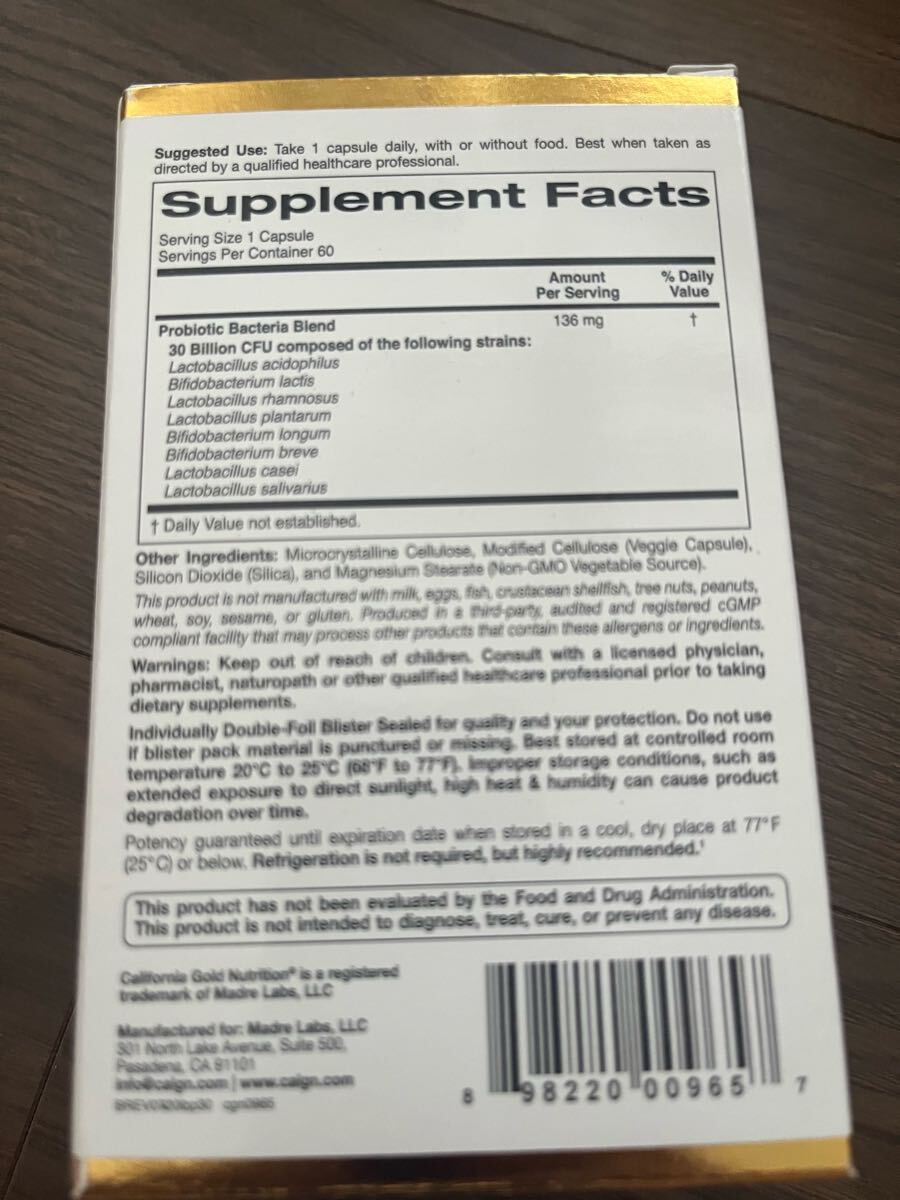 Suggested Use: Take 1 capsule daily, with or without food. Best when taken as
directed by a qualified healthcare professional.
Supplement Facts
Serving Size 1 Capsule
Servings Per Container 60
Amount Per Serving
% Daily Value
Probiotic Bacteria Blend 136 mg †
30 Billion CFU composed of the following strains:
Lactobacillus acidophilus
Bifidobacterium lactis
Lactobacillus rhamnosus
Lactobacillus plantarum
Bifidobacterium longum
Bifidobacterium breve
Lactobacillus casei
Lactobacillus salivarius
† Daily Value not established.
Other Ingredients: Microcrystalline Cellulose, Modified Cellulose (Veggie Capsule),
Silicon Dioxide (Silica), and Magnesium Stearate (Non-GMO Vegetable Source).
This product is not manufactured with milk, eggs, fish, crustacean shellfish, tree nuts, peanuts,
wheat, soy, sesame, or gluten. Produced in a third-party, audited and registered cGMP
compliant facility that may process other products that contain these allergens or ingredients.
Warnings: Keep out of reach of children. Consult with a licensed physician,
pharmacist, naturopath or other qualified healthcare professional prior to taking
dietary supplements.
Individually Double-Foil Blister Sealed for quality and your protection. Do not use
if blister pack material is punctured or missing. Best stored at controlled room
temperature 20°C to 25°C (68°F to 77°F). Improper storage conditions, such as
extended exposure to direct sunlight, high heat & humidity can cause product
degradation over time.
Potency guaranteed until expiration date when stored in a cool, dry place at 77°F
(25°C) or below. Refrigeration is not required, but highly recommended.¹
This product has not been evaluated by the Food and Drug Administration.
This product is not intended to diagnose, treat, cure, or prevent any disease.
California Gold Nutrition® is a registered
trademark of Madre Labs, LLC
Manufactured for: Madre Labs, LLC
301 North Lake Avenue, Suite 500,
Pasadena, CA 91101
info@calgn.com | www.calgn.com
cgn0965
8 98220 00965 7